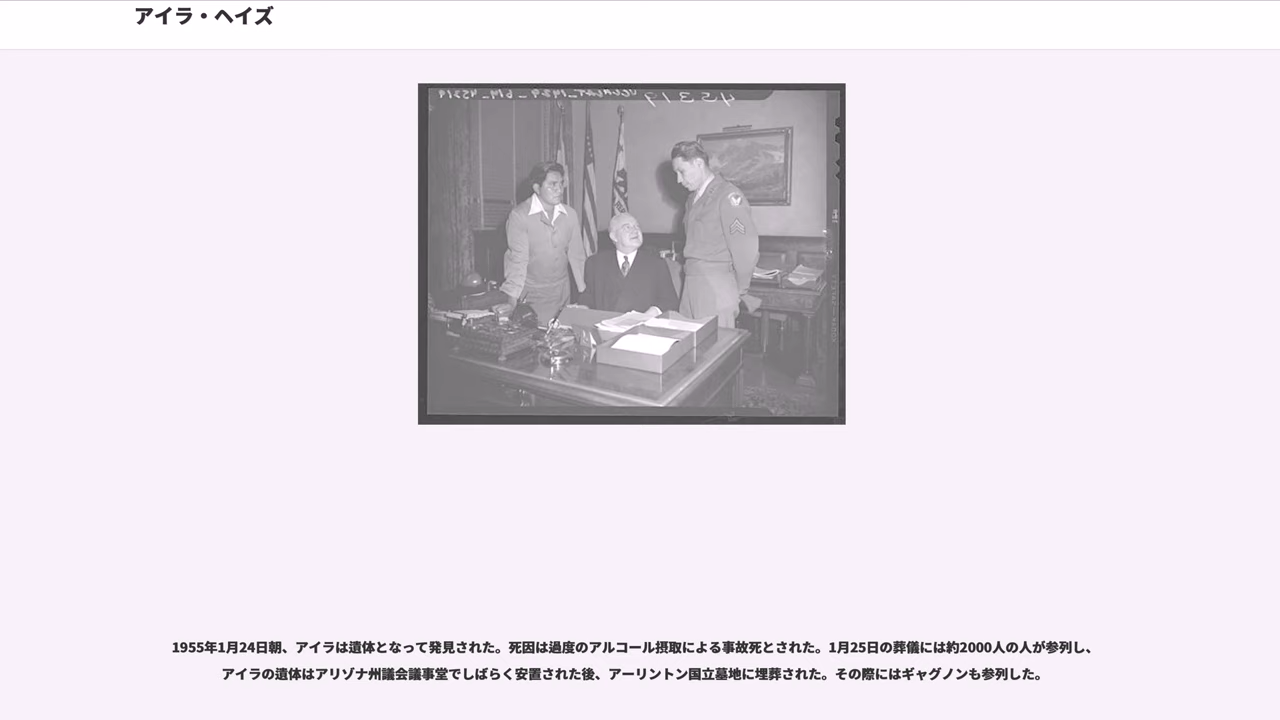 アイラ・ヘイズ
45319
1955年1月24日朝、アイラは遺体となって発見された。死因は過度のアルコール摂取による事故死とされた。1月25日の葬儀には約2000人の人が参列し、
アイラの遺体はアリゾナ州議会議事堂でしばらく安置された後、アーリントン国立墓地に埋葬された。その際にはギャグノンも参列した。